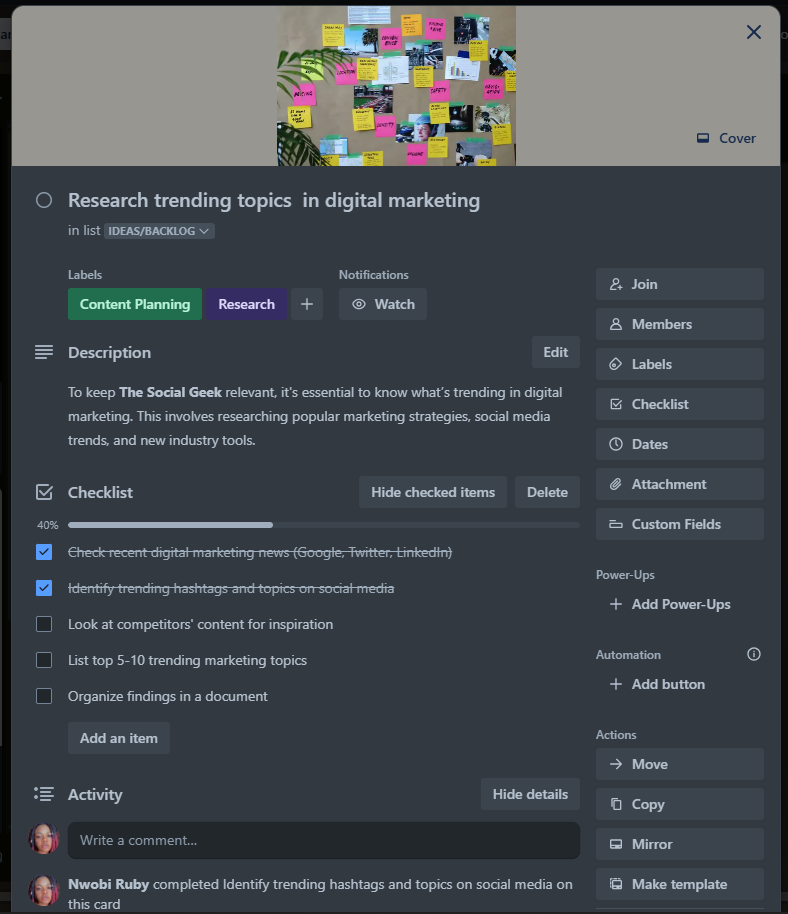 Cover
Research trending topics  in digital marketing
in list IDEAS/BACKLOG
Labels
Notifications
Content Planning
Research
Watch
Description
Edit
To keep The Social Geek relevant, it's essential to know what's trending in digital
marketing. This involves researching popular marketing strategies, social media
trends, and new industry tools.
Checklist
Hide checked items
Delete
40%
Check recent digital marketing news (Google, Twitter, LinkedIn)
Identify trending hashtags and topics on social media
Look at competitors' content for inspiration
List top 5-10 trending marketing topics
Organize findings in a document
Add an item
Activity
Hide details
Write a comment...
Nwobi Ruby completed Identify trending hashtags and topics on social media on
this card
Join
Members
Labels
Checklist
Dates
Attachment
Custom Fields
Power-Ups
Add Power-Ups
Automation
Add button
Actions
Move
Copy
Mirror
Make template